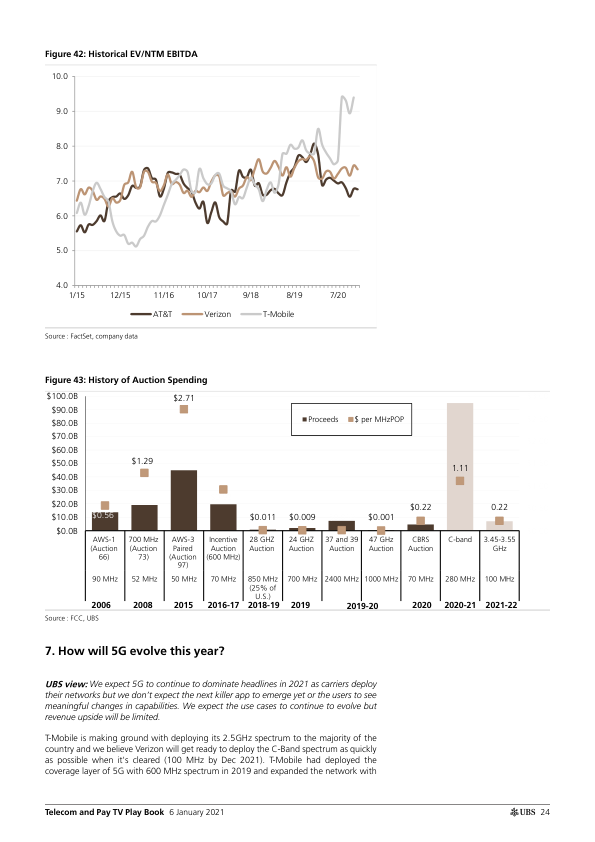 Figure 42: Historical EV/NTM EBITDA
10.0
9.0
8.0
7.0
6.0
5.0
4.0
1/15 12/15 11/16 10/17 9/18 8/19 7/20
AT&T Verizon T-Mobile
Source : FactSet, company data
Figure 43: History of Auction Spending
$100.0B
$90.0B
$80.0B
$70.0B
$60.0B
$50.0B
$40.0B
$30.0B
$20.0B
$10.0B
$0.0B
Proceeds $ per MHzPOP
$0.56
$1.29
$2.71
$0.011
$0.009
$0.001
$0.22
1.11
0.22
AWS-1 (Auction 66)
700 MHz (Auction 73)
AWS-3 Paired (Auction 97)
Incentive Auction (600 MHz)
28 GHZ Auction
24 GHZ Auction
37 and 39 Auction
47 GHZ Auction
CBRS Auction
C-band
3.45-3.55 GHz
90 MHz 52 MHz 50 MHz 70 MHz 850 MHz (25% of U.S.) 700 MHz 2400 MHz 1000 MHz 70 MHz 280 MHz 100 MHz
2006 2008 2015 2016-17 2018-19 2019 2019-20 2020 2020-21 2021-22
Source : FCC, UBS
7. How will 5G evolve this year?
UBS view: We expect 5G to continue to dominate headlines in 2021 as carriers deploy
their networks but we don't expect the next killer app to emerge yet or the users to see
meaningful changes in capabilities. We expect the use cases to continue to evolve but
revenue upside will be limited.
T-Mobile is making ground with deploying its 2.5GHz spectrum to the majority of the
country and we believe Verizon will get ready to deploy the C-Band spectrum as quickly
as possible when it's cleared (100 MHz by Dec 2021). T-Mobile had deployed the
coverage layer of 5G with 600 MHz spectrum in 2019 and expanded the network with
Telecom and Pay TV Play Book 6 January 2021
UBS 24